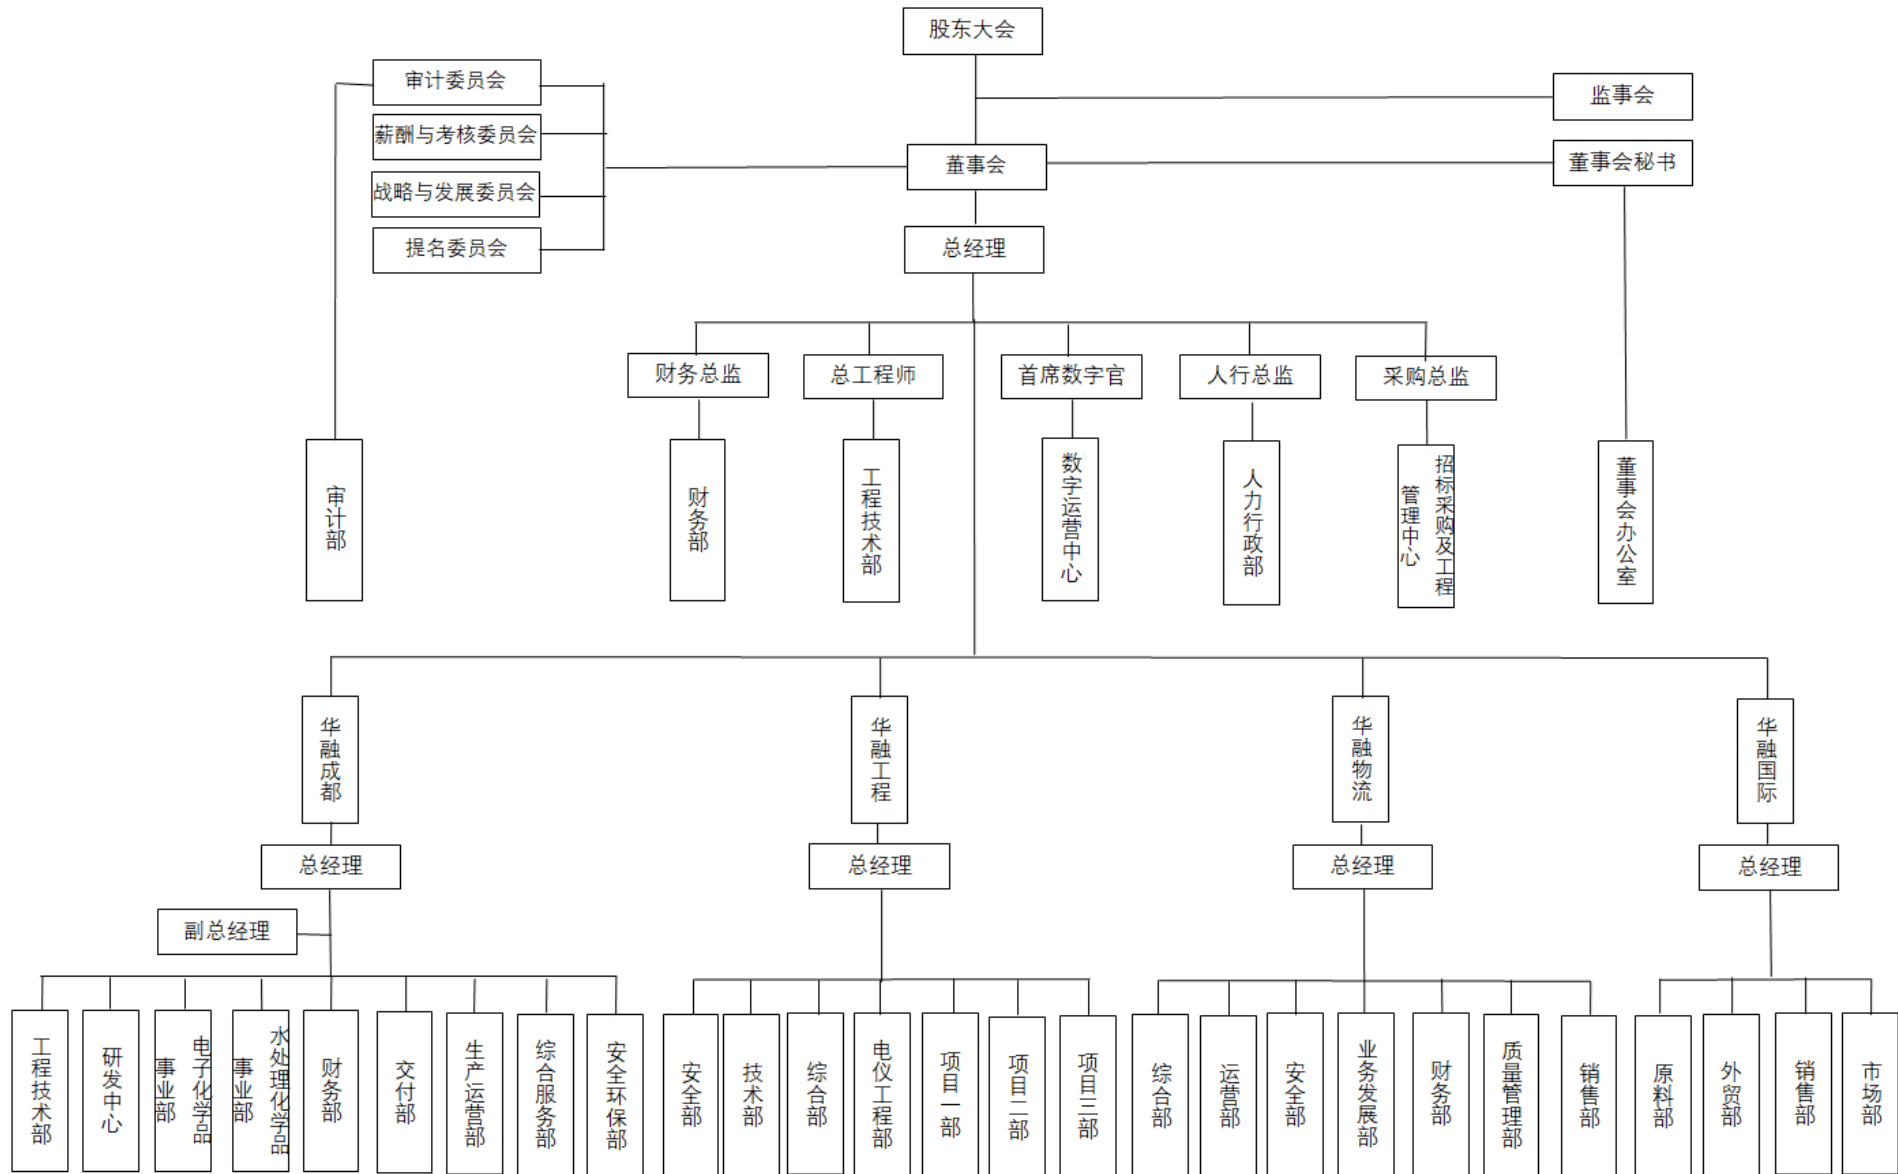 股东大会
审计委员会
监事会
薪酬与考核委员会
董事会
董事会秘书
战略与发展委员会
提名委员会
总经理
财务总监
总工程师
首席数字官
人行总监
采购总监
审计部
财务部
工程技术部
数字运营中心
人力行政部
招标采购及工程
管理中心
董事会办公室
华融成都
华融工程
华融物流
华融国际
总经理
总经理
总经理
总经理
副总经理
工程技术部
研发中心
电子化学品
事业部
水处理化学品
事业部
财务部
交付部
生产运营部
综合服务部
安全环保部
安全部
技术部
综合部
电仪工程部
项目一部
项目二部
项目三部
综合部
运营部
安全部
业务发展部
财务部
质量管理部
销售部
原料部
外贸部
销售部
市场部